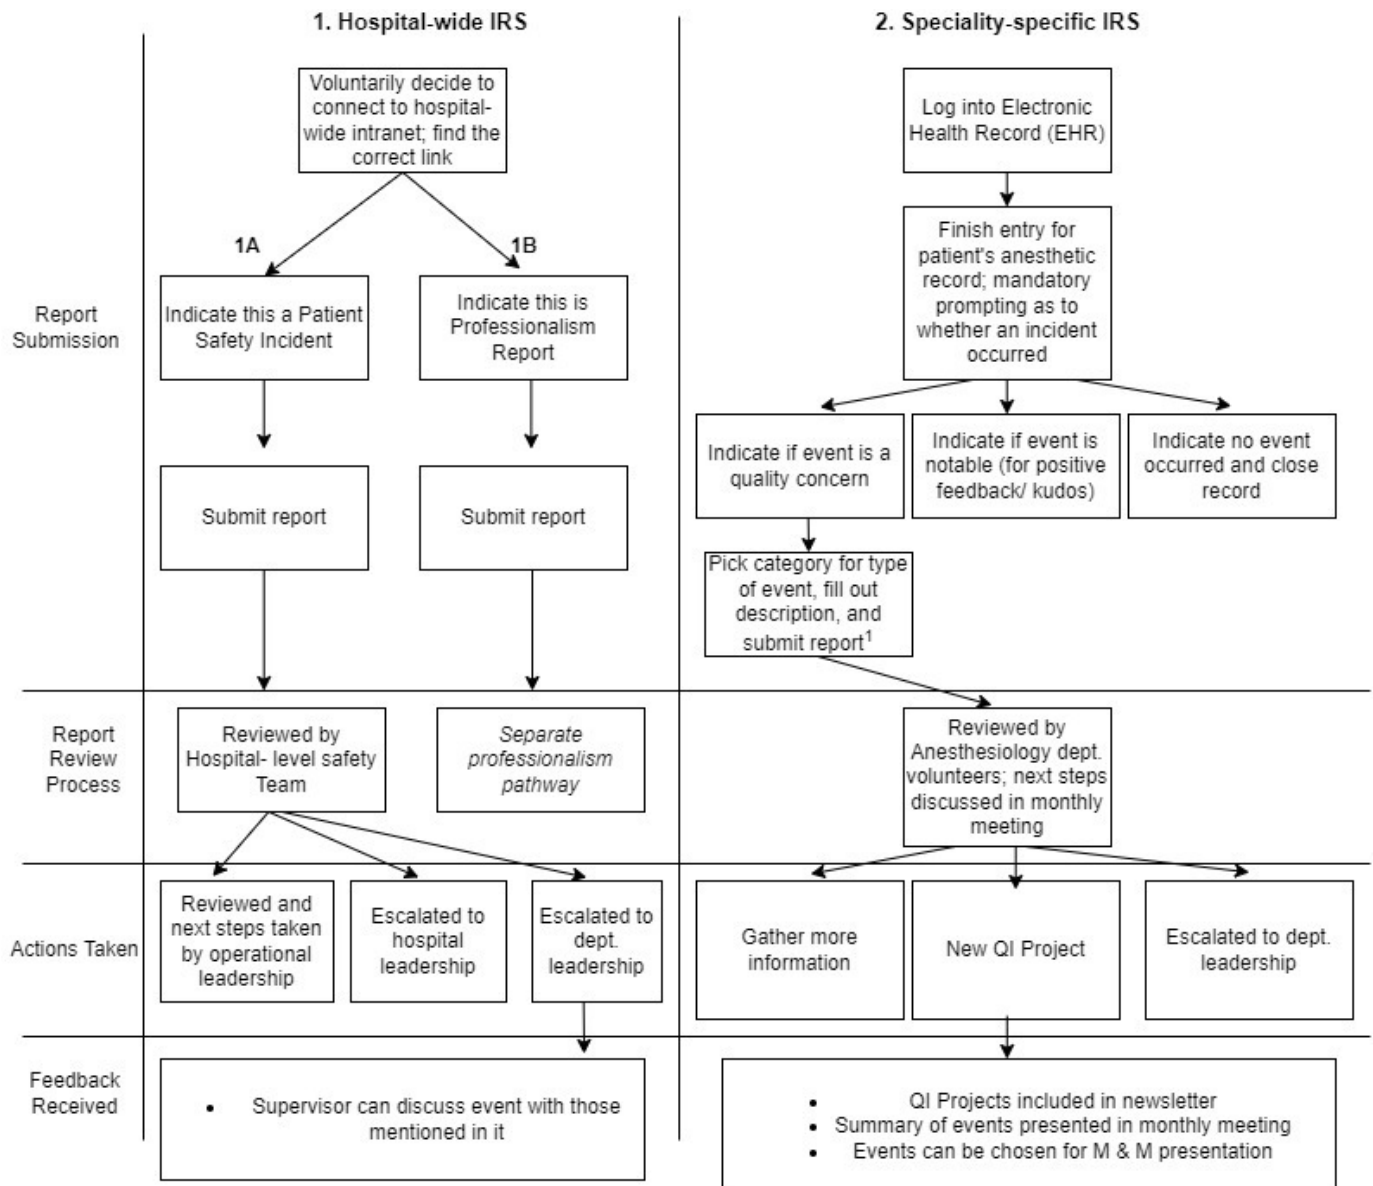 1. Hospital-wide IRS
2. Speciality-specific IRS
Voluntarily decide to
connect to hospital-
wide intranet; find the
correct link
Log into Electronic
Health Record (EHR)
1A
1B
Finish entry for
patient's anesthetic
record; mandatory
prompting as to
whether an incident
occurred
Report
Submission
Indicate this a Patient
Safety Incident
Indicate this is
Professionalism
Report
Indicate if event is a
quality concern
Indicate if event is
notable (for positive
feedback/ kudos)
Indicate no event
occurred and close
record
Submit report
Submit report
Pick category for type
of event, fill out
description, and
submit report¹
Report
Review
Process
Reviewed by
Hospital- level safety
Team
Separate
professionalism
pathway
Reviewed by
Anesthesiology dept.
volunteers; next steps
discussed in monthly
meeting
Actions Taken
Reviewed and
next steps taken
by operational
leadership
Escalated to
hospital
leadership
Escalated to
dept.
leadership
Gather more
information
New QI Project
Escalated to dept.
leadership
Feedback
Received
• Supervisor can discuss event with those
mentioned in it
• QI Projects included in newsletter
• Summary of events presented in monthly meeting
• Events can be chosen for M & M presentation